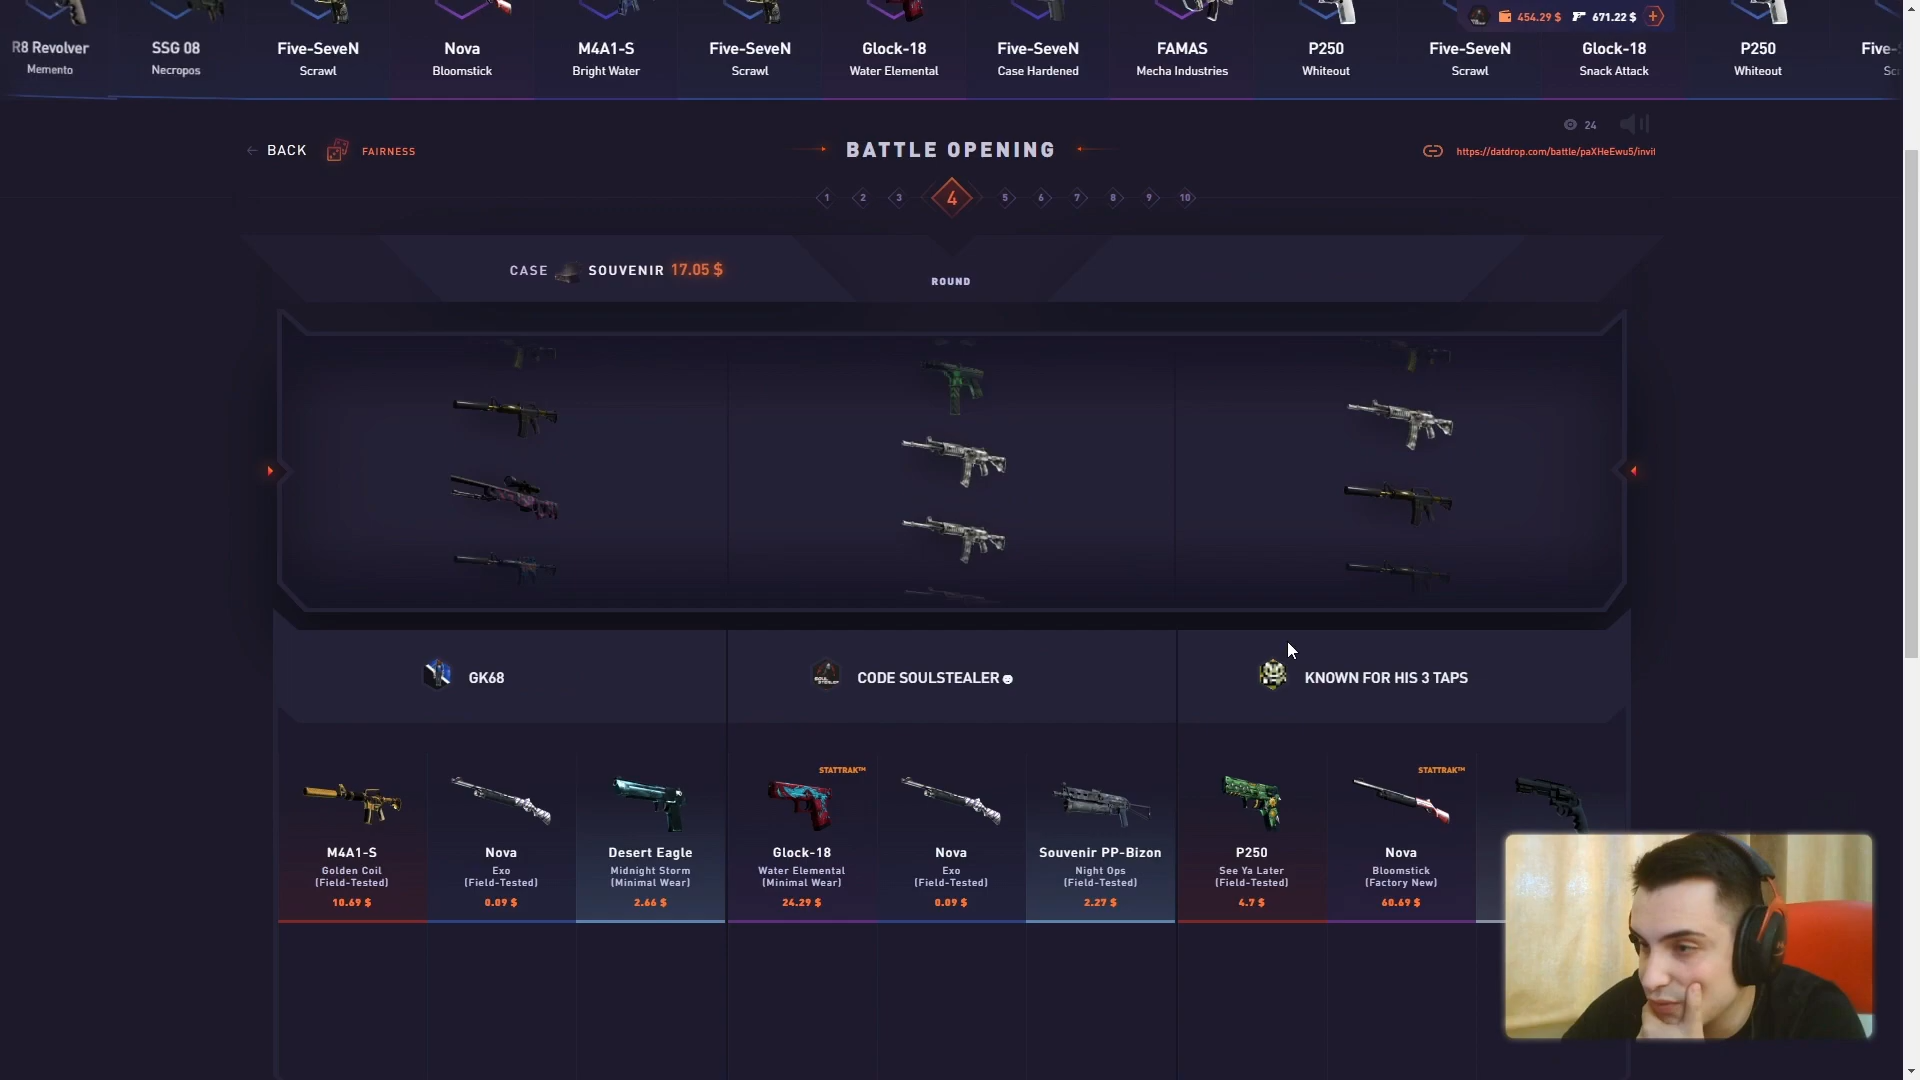 454.29 $ 671.22 $ +
R8 Revolver
Memento
SSG 08
Necropos
Five-SeveN
Scrawl
Nova
Bloomstick
M4A1-S
Bright Water
Five-SeveN
Scrawl
Glock-18
Water Elemental
Five-SeveN
Case Hardened
FAMAS
Mecha Industries
P250
Whiteout
Five-SeveN
Scrawl
Glock-18
Snack Attack
P250
Whiteout
Five-
Sc
24
BACK FAIRNESS
BATTLE OPENING
https://datdrop.com/battle/paXHeEwu5/invit
1 2 3 4 5 6 7 8 9 10
CASE SOUVENIR 17.05 $
ROUND
GK68
CODE SOULSTEALER
KNOWN FOR HIS 3 TAPS
M4A1-S
Golden Coil
(Field-Tested)
10.69 $
Nova
Exo
(Field-Tested)
0.09 $
Desert Eagle
Midnight Storm
(Minimal Wear)
2.66 $
STATTRAK™
Glock-18
Water Elemental
(Minimal Wear)
24.29 $
Nova
Exo
(Field-Tested)
0.09 $
Souvenir PP-Bizon
Night Ops
(Field-Tested)
2.27 $
P250
See Ya Later
(Field-Tested)
4.7 $
STATTRAK™
Nova
Bloomstick
(Factory New)
60.69 $